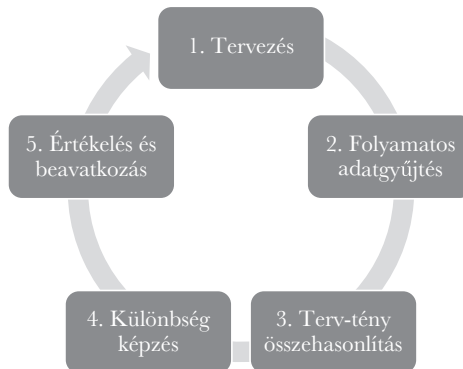 1. Tervezés
2. Folyamatos
adatgyűjtés
3. Terv-tény
összehasonlítás
4. Különbség
képzés
5. Értékelés és
beavatkozás